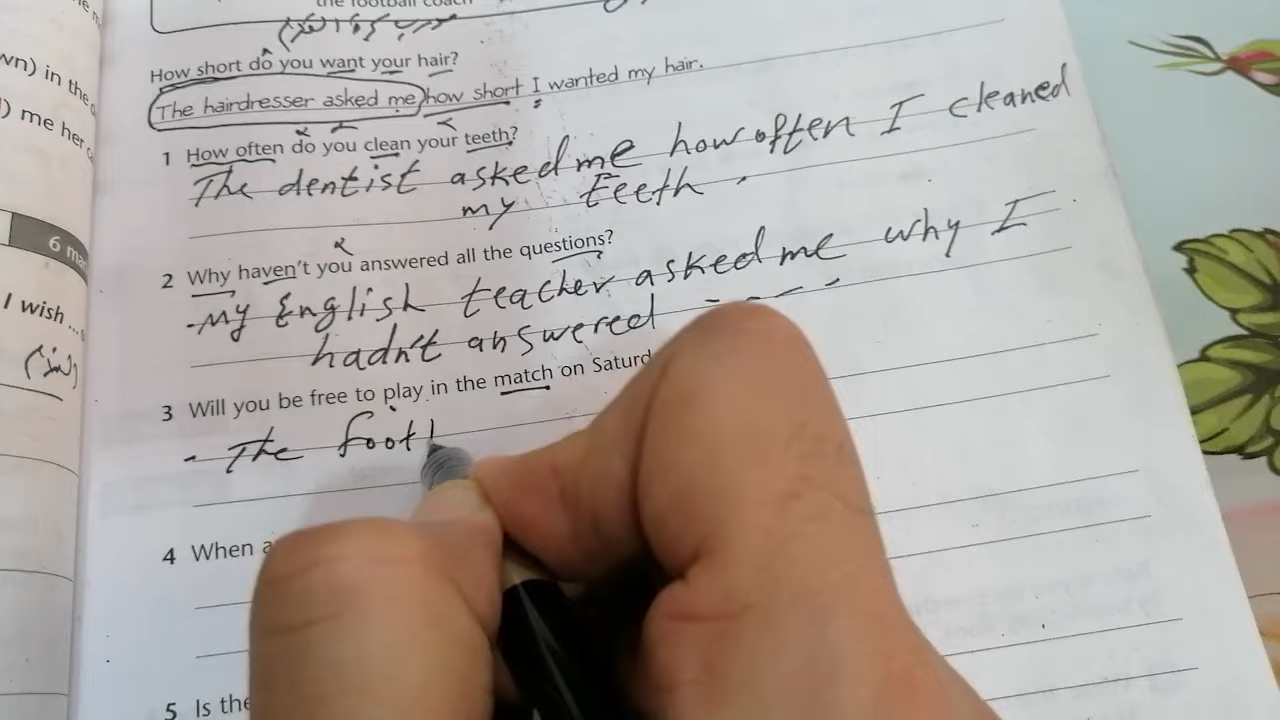 the football coach
How short do you want your hair?
The hairdresser asked me how short I wanted my hair.
1 How often do you clean your teeth?
The dentist asked me how often I cleaned
my teeth.
2 Why haven't you answered all the questions?
- My English teacher asked me why I
hadn't answered ----
3 Will you be free to play in the match on Saturd
- The foot
4 When a
5 Is the
wn) in the
) me her
6 ma
I wish ...